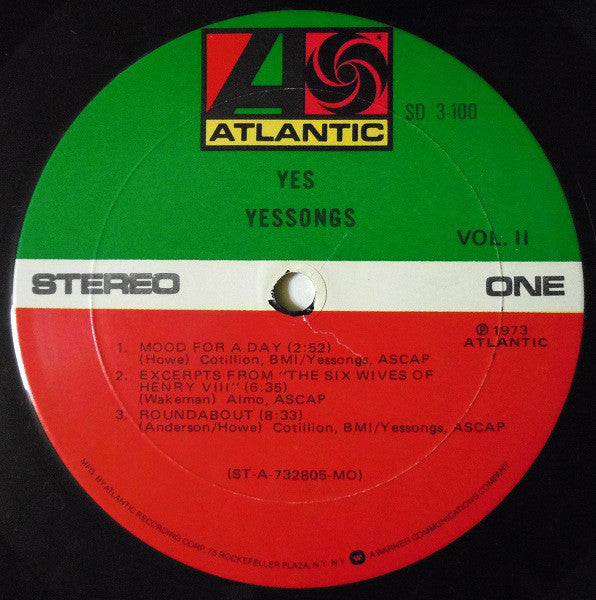 ATLANTIC
SD 3-100
YES
YESSONGS
VOL. II
STEREO
ONE
℗ 1973
ATLANTIC
1. MOOD FOR A DAY (2:52)
(Howe) Cotillion, BMI/Yessongs, ASCAP
2. EXCERPTS FROM "THE SIX WIVES OF
HENRY VIII" (6:35)
(Wakeman) Almo, ASCAP
3. ROUNDABOUT (8:33)
(Anderson/Howe) Cotillion, BMI/Yessongs, ASCAP
(ST-A-732805-MO)
MFG. BY ATLANTIC RECORDING CORP. 75 ROCKEFELLER PLAZA, N.Y. N.Y. A WARNER COMMUNICATIONS COMPANY